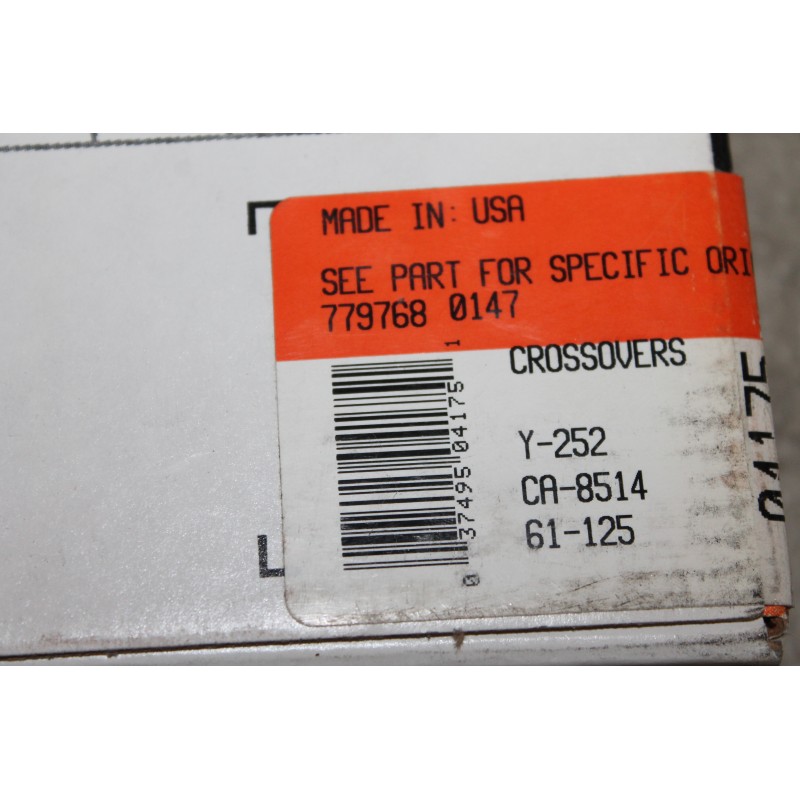 MADE IN: USA
SEE PART FOR SPECIFIC ORI
779768 0147
CROSSOVERS
Y-252
CA-8514
61-125
0 37495 04175 1
04175